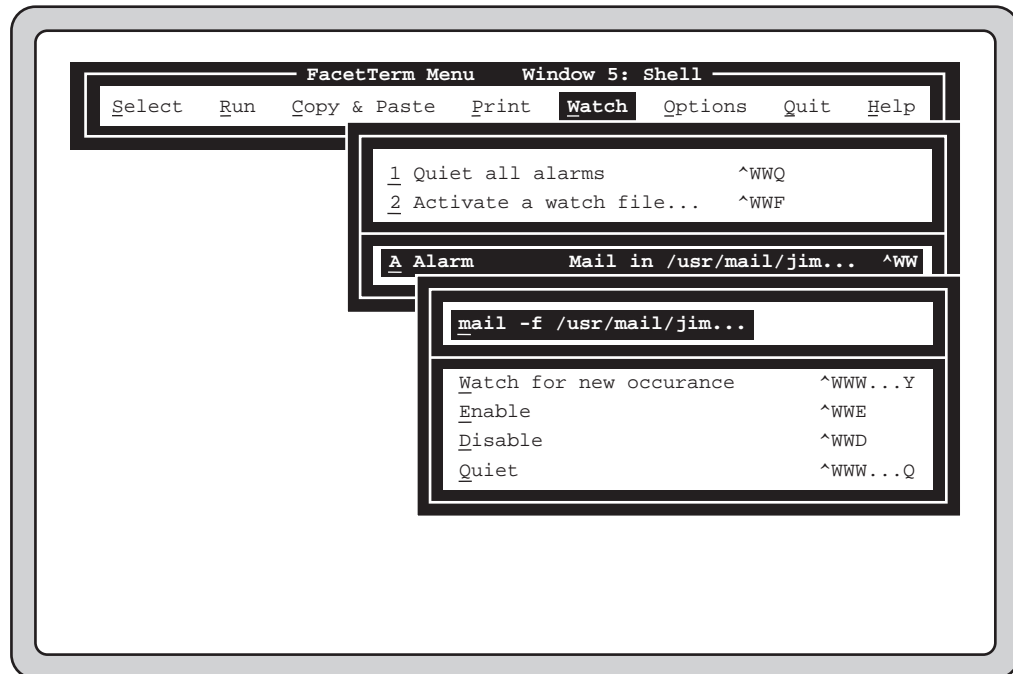 FacetTerm Menu Window 5: Shell
Select Run Copy & Paste Print Watch Options Quit Help
1 Quiet all alarms ^WWQ
2 Activate a watch file... ^WWF
A Alarm Mail in /usr/mail/jim... ^WW
mail -f /usr/mail/jim...
Watch for new occurance ^WWW...Y
Enable ^WWE
Disable ^WWD
Quiet ^WWW...Q